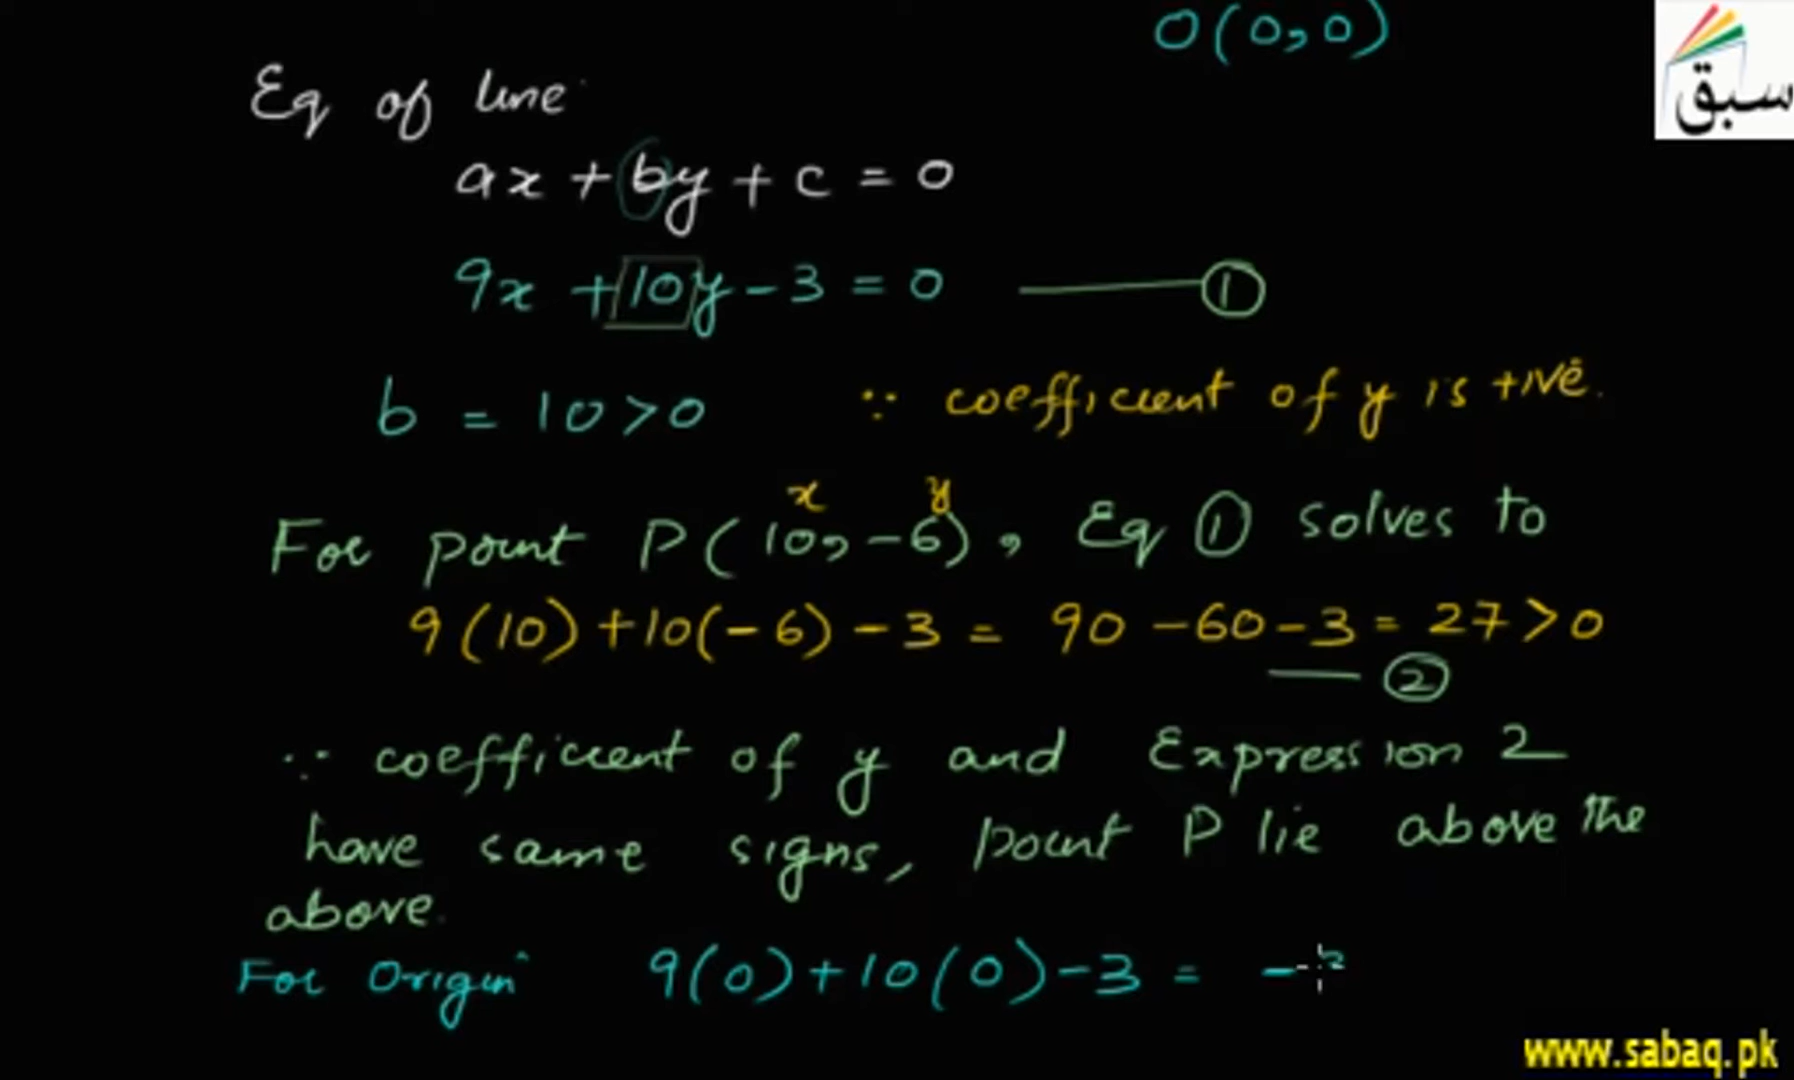 O(0,0)
سبق
Eq of line
ax + by + c = 0
9x + 10y - 3 = 0 —— ①
b = 10 > 0 ∵ coefficient of y is +ive.
x y
For point P(10, -6), Eq ① solves to
9(10) + 10(-6) - 3 = 90 - 60 - 3 = 27 > 0
—— ②
∵ coefficient of y and Expression 2
have same signs, point P lie above the
above.
For Origin 9(0) + 10(0) - 3 = -
www.sabaq.pk